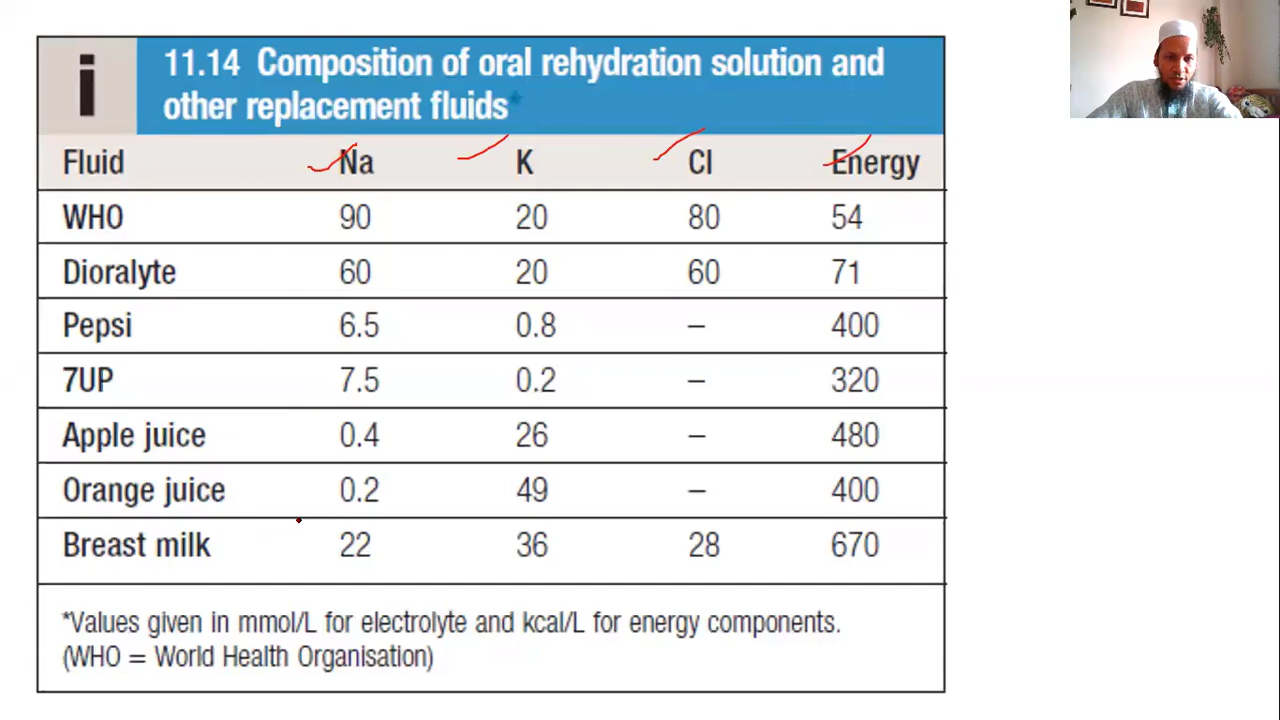 i
11.14 Composition of oral rehydration solution and
other replacement fluids*
Fluid Na K Cl Energy
WHO 90 20 80 54
Dioralyte 60 20 60 71
Pepsi 6.5 0.8 – 400
7UP 7.5 0.2 – 320
Apple juice 0.4 26 – 480
Orange juice 0.2 49 – 400
Breast milk 22 36 28 670
*Values given in mmol/L for electrolyte and kcal/L for energy components.
(WHO = World Health Organisation)